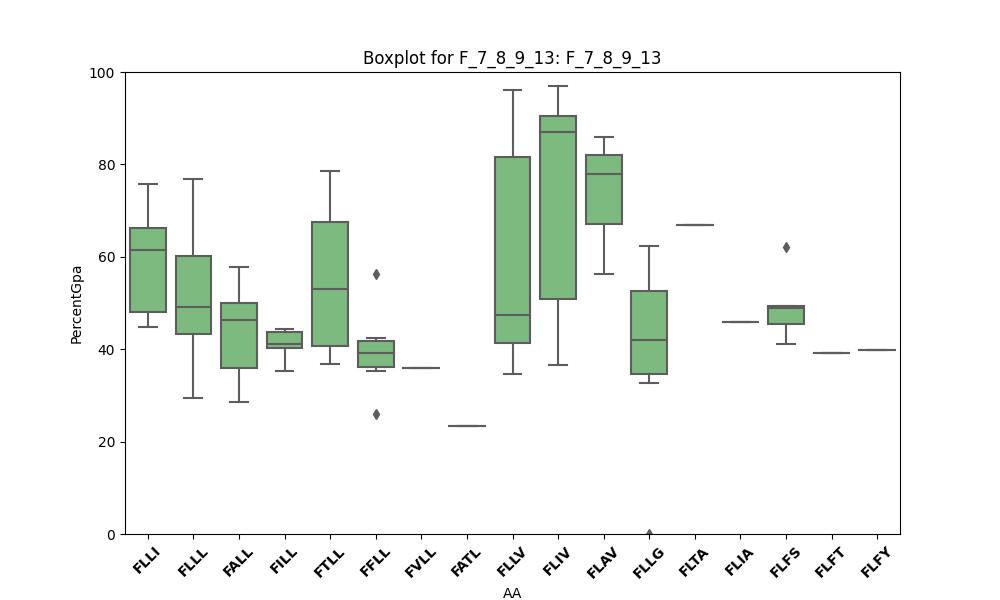 Boxplot for F_7_8_9_13: F_7_8_9_13
PercentGpa
100
80
60
40
20
0
FLLI FLLL FALL FILL FTLL FFLL FVLL FATL FLLV FLIV FLAV FLLG FLTA FLIA FLFS FLFT FLFY
AA